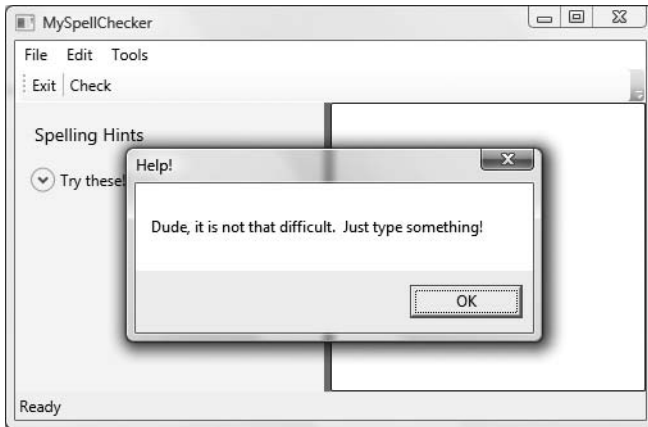 MySpellChecker
File Edit Tools
Exit Check
Spelling Hints
Try these!
Help!
Dude, it is not that difficult. Just type something!
OK
Ready